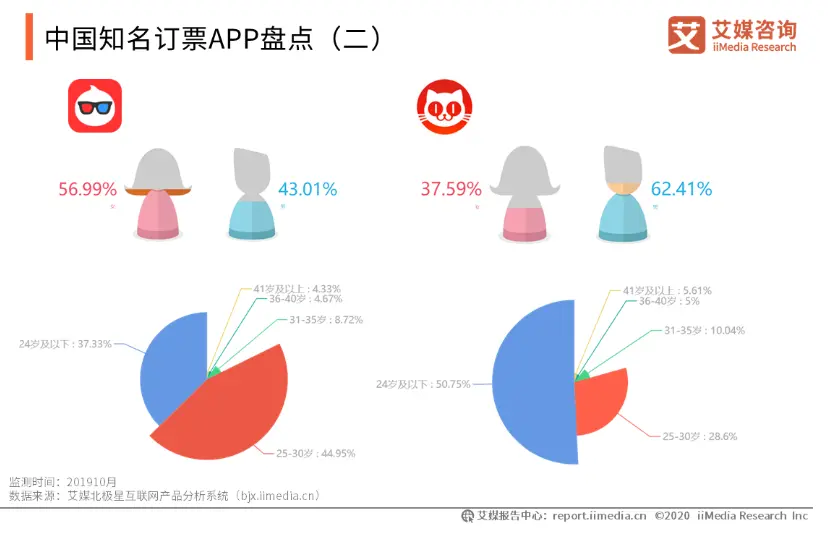 中国知名订票APP盘点（二）
艾媒咨询
iiMedia Research
56.99%
女
43.01%
男
37.59%
女
62.41%
男
41岁及以上 : 4.33%
36-40岁 : 4.67%
31-35岁 : 8.72%
24岁及以下 : 37.33%
25-30岁 : 44.95%
41岁及以上 : 5.61%
36-40岁 : 5%
31-35岁 : 10.04%
24岁及以下 : 50.75%
25-30岁 : 28.6%
监测时间：201910月
数据来源：艾媒北极星互联网产品分析系统（bjx.iimedia.cn）
艾媒报告中心：report.iimedia.cn ©2020 iiMedia Research Inc